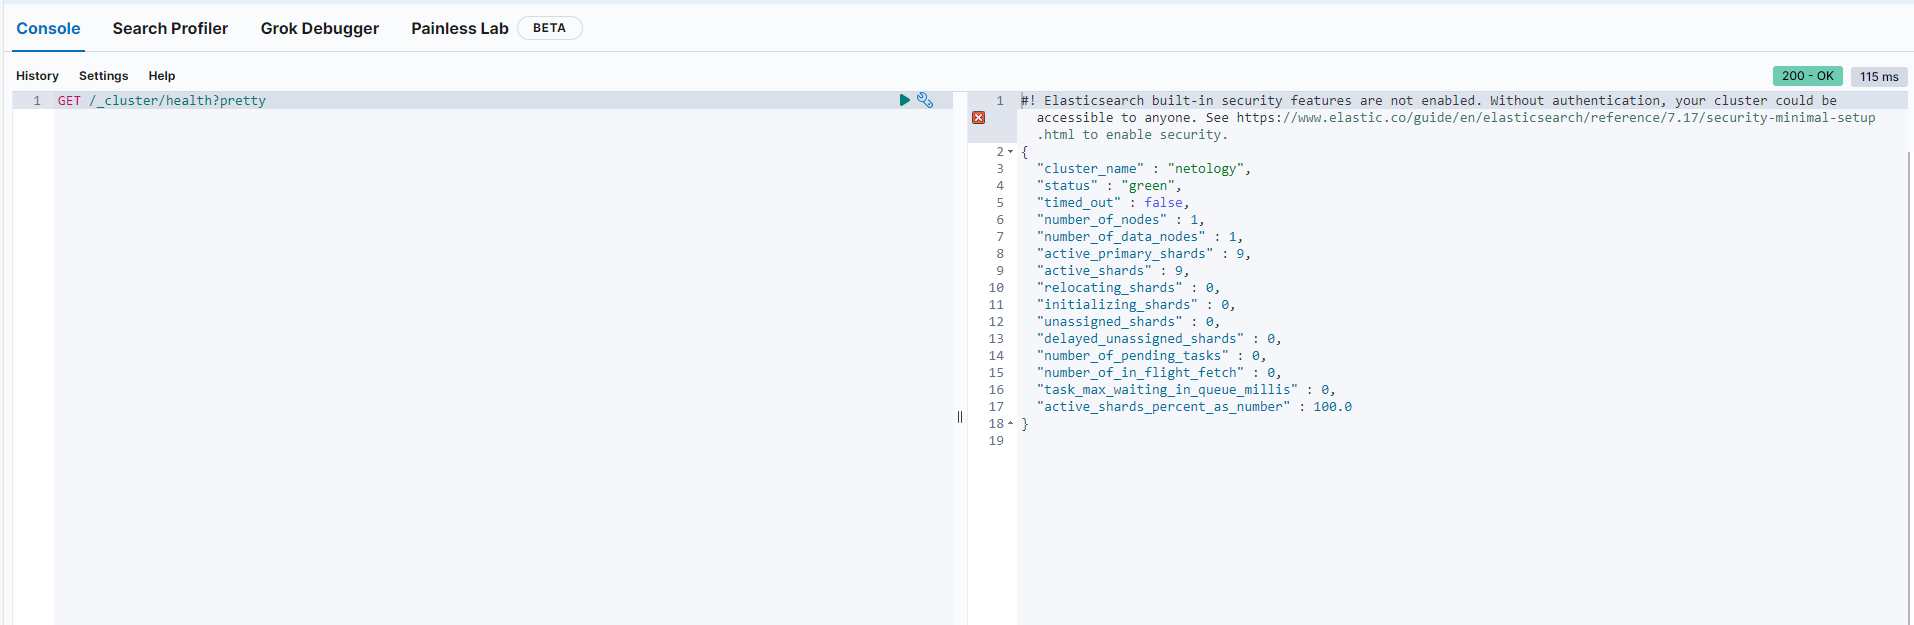 Console Search Profiler Grok Debugger Painless Lab BETA
History Settings Help
200 - OK 115 ms
1 GET /_cluster/health?pretty
1 #! Elasticsearch built-in security features are not enabled. Without authentication, your cluster could be
accessible to anyone. See https://www.elastic.co/guide/en/elasticsearch/reference/7.17/security-minimal-setup
.html to enable security.
2 {
3 "cluster_name" : "netology",
4 "status" : "green",
5 "timed_out" : false,
6 "number_of_nodes" : 1,
7 "number_of_data_nodes" : 1,
8 "active_primary_shards" : 9,
9 "active_shards" : 9,
10 "relocating_shards" : 0,
11 "initializing_shards" : 0,
12 "unassigned_shards" : 0,
13 "delayed_unassigned_shards" : 0,
14 "number_of_pending_tasks" : 0,
15 "number_of_in_flight_fetch" : 0,
16 "task_max_waiting_in_queue_millis" : 0,
17 "active_shards_percent_as_number" : 100.0
18 }
19